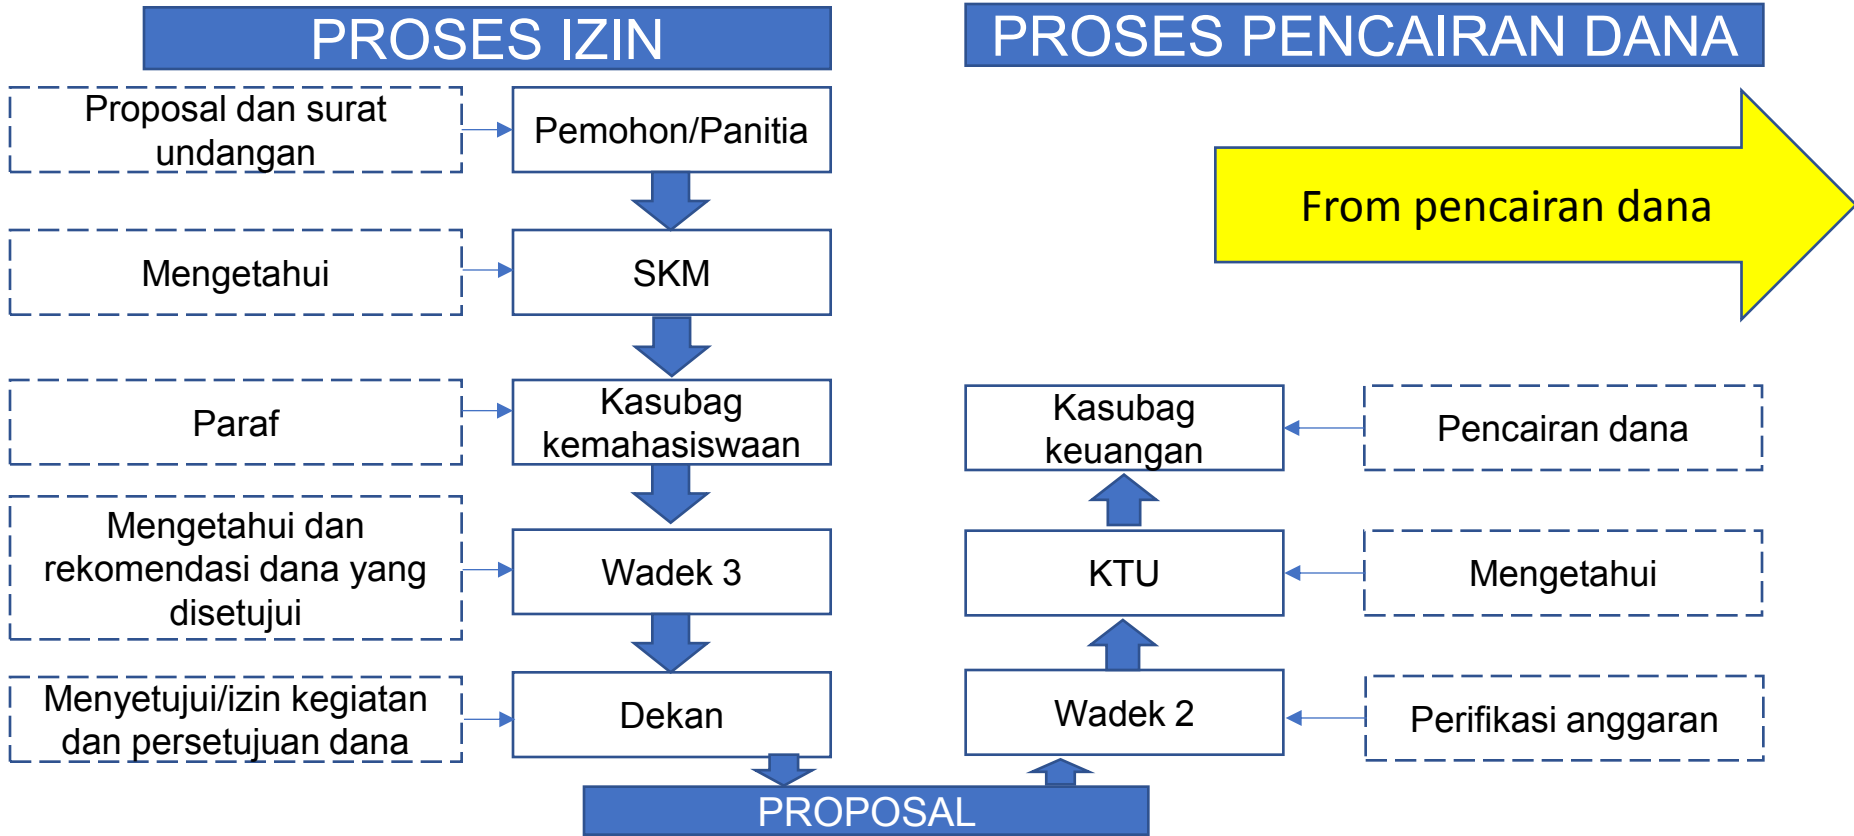 PROSES IZIN
Proposal dan surat
undangan
Pemohon/Panitia
Mengetahui
SKM
Paraf
Kasubag
kemahasiswaan
Mengetahui dan
rekomendasi dana yang
disetujui
Wadek 3
Menyetujui/izin kegiatan
dan persetujuan dana
Dekan
PROPOSAL
PROSES PENCAIRAN DANA
From pencairan dana
Kasubag
keuangan
Pencairan dana
KTU
Mengetahui
Wadek 2
Perifikasi anggaran